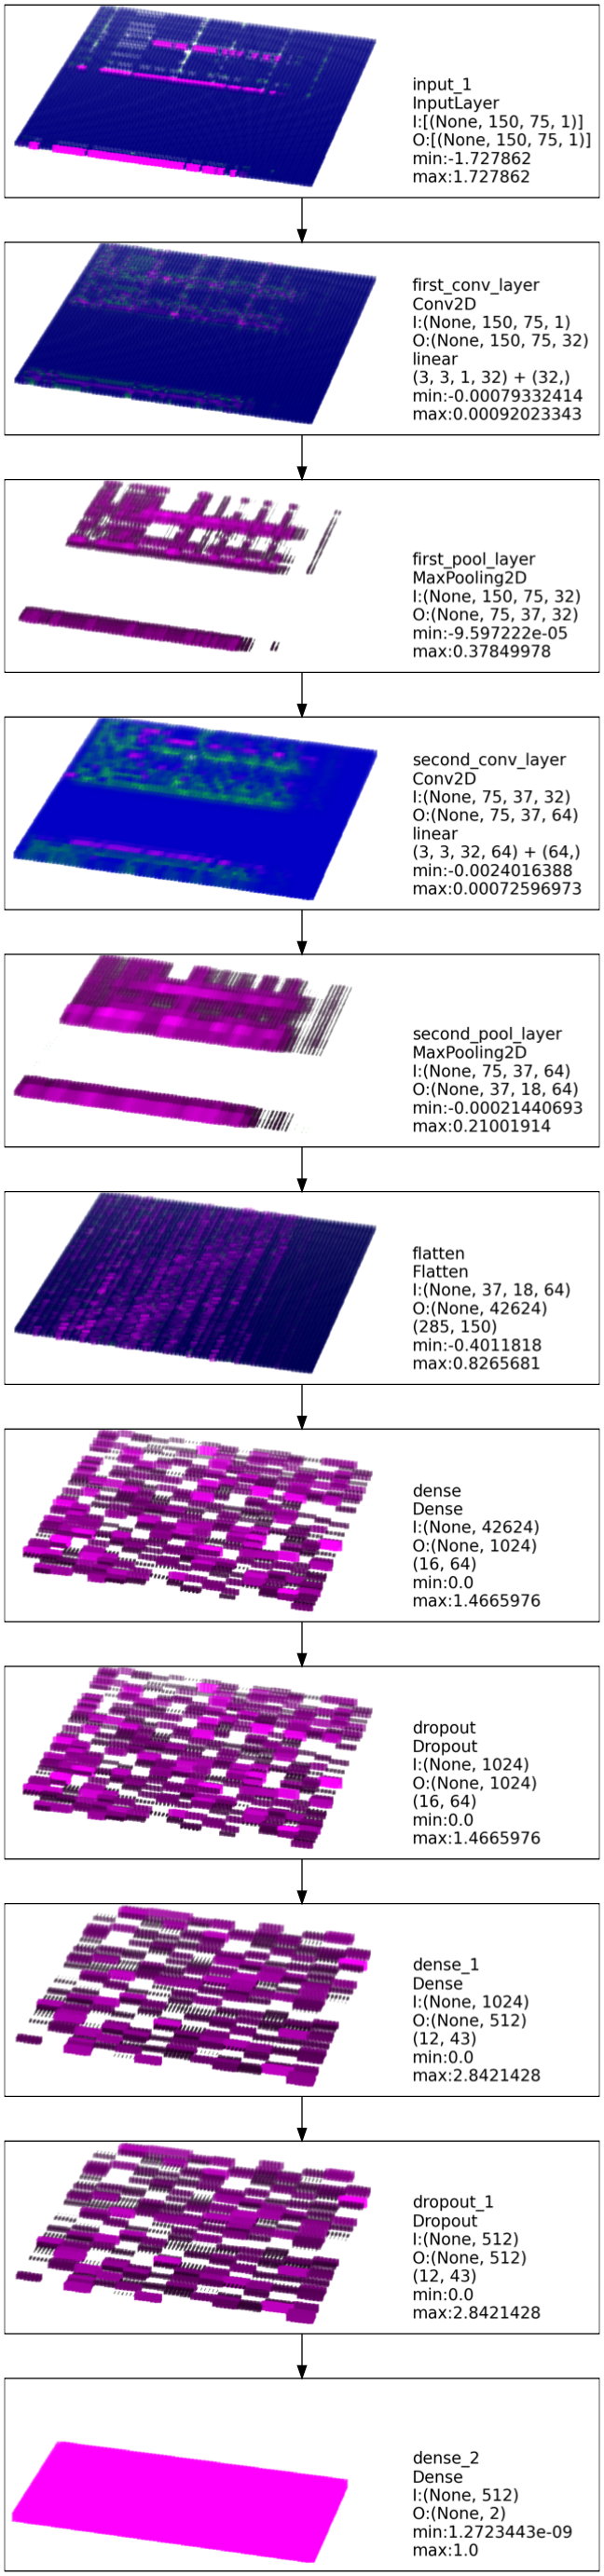 input_1
InputLayer
I:[(None, 150, 75, 1)]
O:[(None, 150, 75, 1)]
min:-1.727862
max:1.727862
first_conv_layer
Conv2D
I:(None, 150, 75, 1)
O:(None, 150, 75, 32)
linear
(3, 3, 1, 32) + (32,)
min:-0.00079332414
max:0.00092023343
first_pool_layer
MaxPooling2D
I:(None, 150, 75, 32)
O:(None, 75, 37, 32)
min:-9.597222e-05
max:0.37849978
second_conv_layer
Conv2D
I:(None, 75, 37, 32)
O:(None, 75, 37, 64)
linear
(3, 3, 32, 64) + (64,)
min:-0.0024016388
max:0.00072596973
second_pool_layer
MaxPooling2D
I:(None, 75, 37, 64)
O:(None, 37, 18, 64)
min:-0.00021440693
max:0.21001914
flatten
Flatten
I:(None, 37, 18, 64)
O:(None, 42624)
(285, 150)
min:-0.4011818
max:0.8265681
dense
Dense
I:(None, 42624)
O:(None, 1024)
(16, 64)
min:0.0
max:1.4665976
dropout
Dropout
I:(None, 1024)
O:(None, 1024)
(16, 64)
min:0.0
max:1.4665976
dense_1
Dense
I:(None, 1024)
O:(None, 512)
(12, 43)
min:0.0
max:2.8421428
dropout_1
Dropout
I:(None, 512)
O:(None, 512)
(12, 43)
min:0.0
max:2.8421428
dense_2
Dense
I:(None, 512)
O:(None, 2)
min:1.2723443e-09
max:1.0